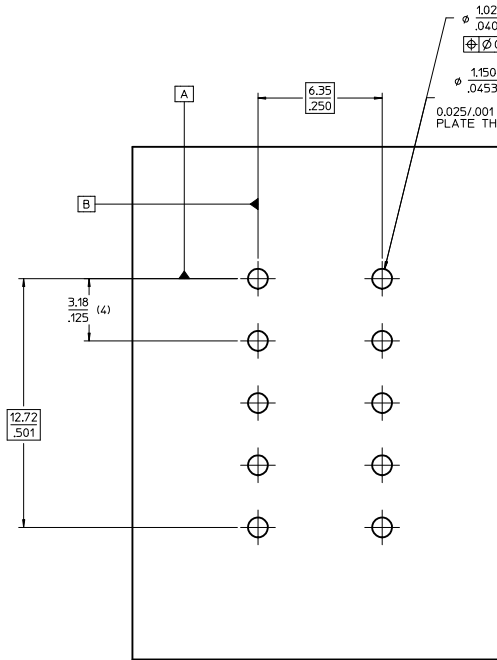 ø 1.02
.040
⌖ ø
A
6.35
.250
ø 1.150
.0453
0.025/.001
PLATE TH
B
3.18
.125 (4)
12.72
.501